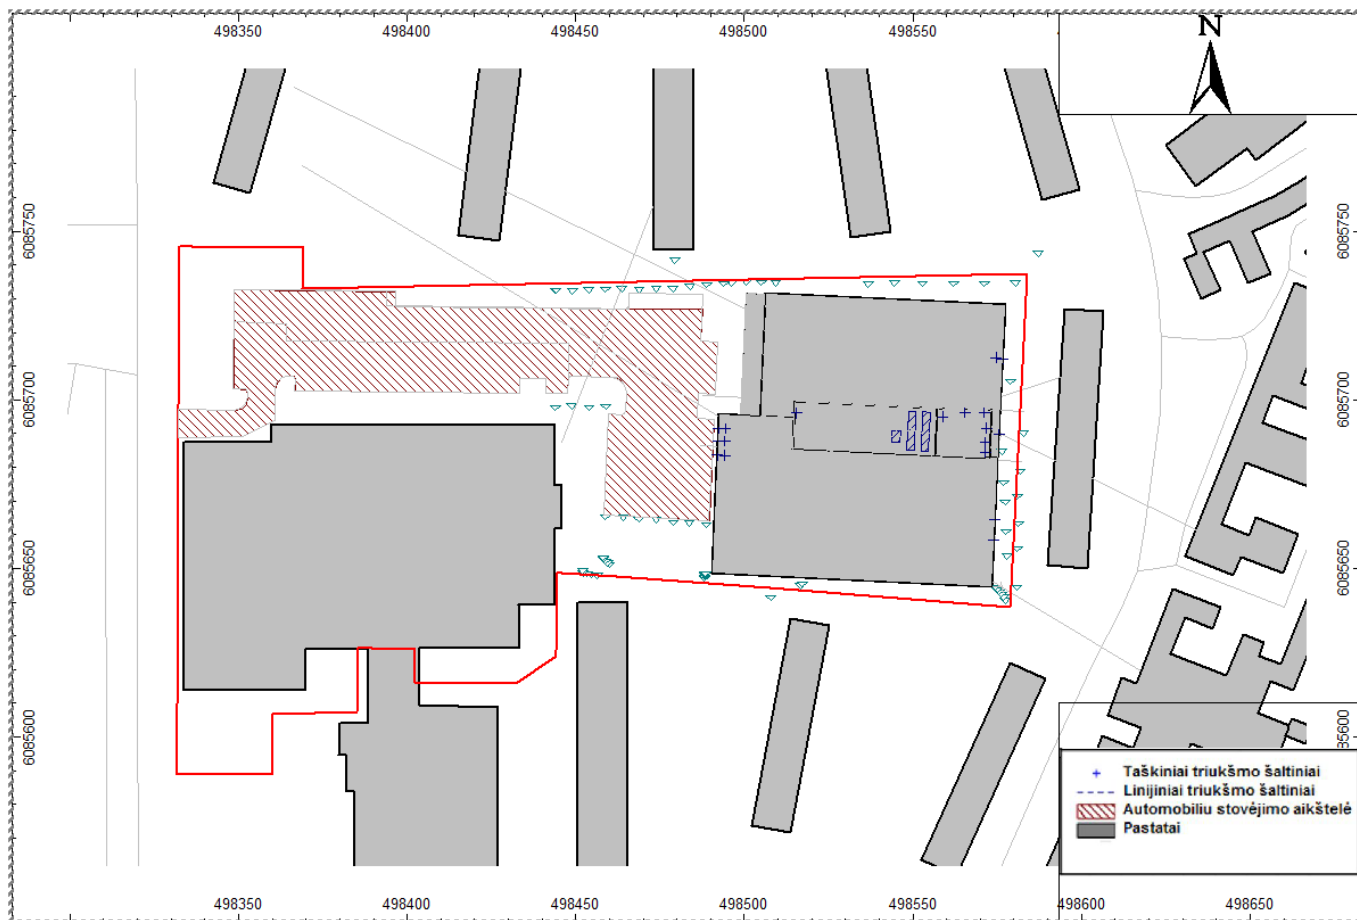 498350 498400 498450 498500 498550
N
6085750 6085750
6085700 6085700
6085650 6085650
6085600 6085600
Taškiniai triukšmo šaltiniai
Linijiniai triukšmo šaltiniai
Automobiliu stovėjimo aikštelė
Pastatai
498350 498400 498450 498500 498550 498600 498650